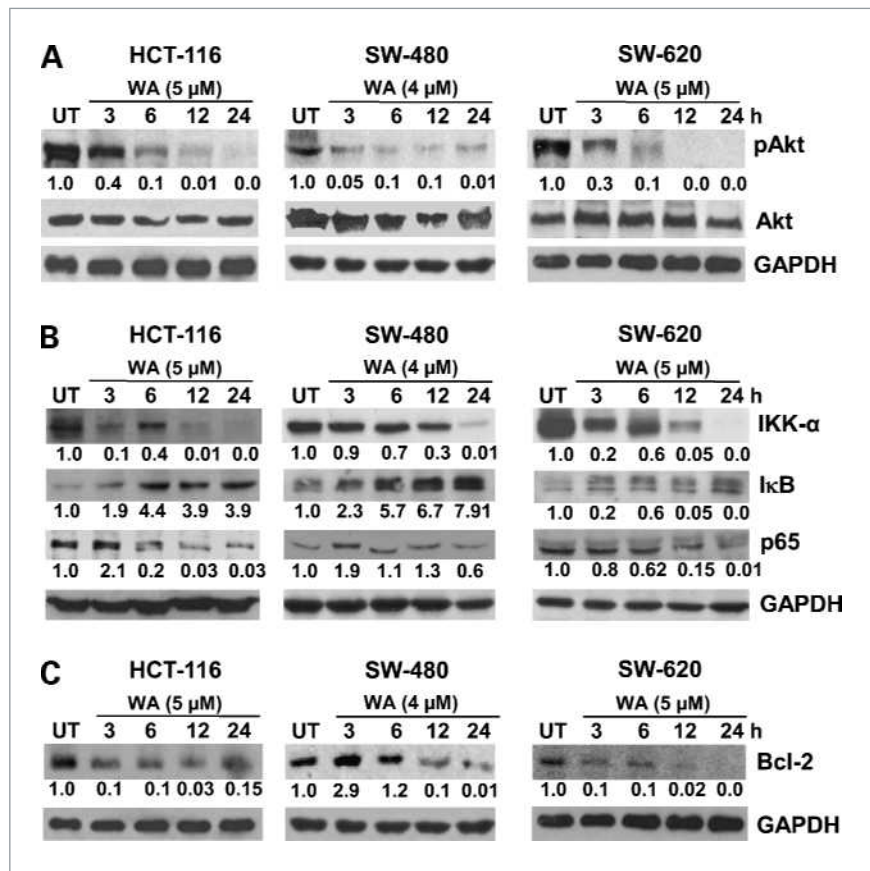 A
HCT-116 SW-480 SW-620
WA (5 µM) WA (4 µM) WA (5 µM)
UT 3 6 12 24 UT 3 6 12 24 UT 3 6 12 24 h
pAkt
1.0 0.4 0.1 0.01 0.0 1.0 0.05 0.1 0.1 0.01 1.0 0.3 0.1 0.0 0.0
Akt
GAPDH
B
HCT-116 SW-480 SW-620
WA (5 µM) WA (4 µM) WA (5 µM)
UT 3 6 12 24 UT 3 6 12 24 UT 3 6 12 24 h
IKK-α
1.0 0.1 0.4 0.01 0.0 1.0 0.9 0.7 0.3 0.01 1.0 0.2 0.6 0.05 0.0
IκB
1.0 1.9 4.4 3.9 3.9 1.0 2.3 5.7 6.7 7.91 1.0 0.2 0.6 0.05 0.0
p65
1.0 2.1 0.2 0.03 0.03 1.0 1.9 1.1 1.3 0.6 1.0 0.8 0.62 0.15 0.01
GAPDH
C
HCT-116 SW-480 SW-620
WA (5 µM) WA (4 µM) WA (5 µM)
UT 3 6 12 24 UT 3 6 12 24 UT 3 6 12 24 h
Bcl-2
1.0 0.1 0.1 0.03 0.15 1.0 2.9 1.2 0.1 0.01 1.0 0.1 0.1 0.02 0.0
GAPDH